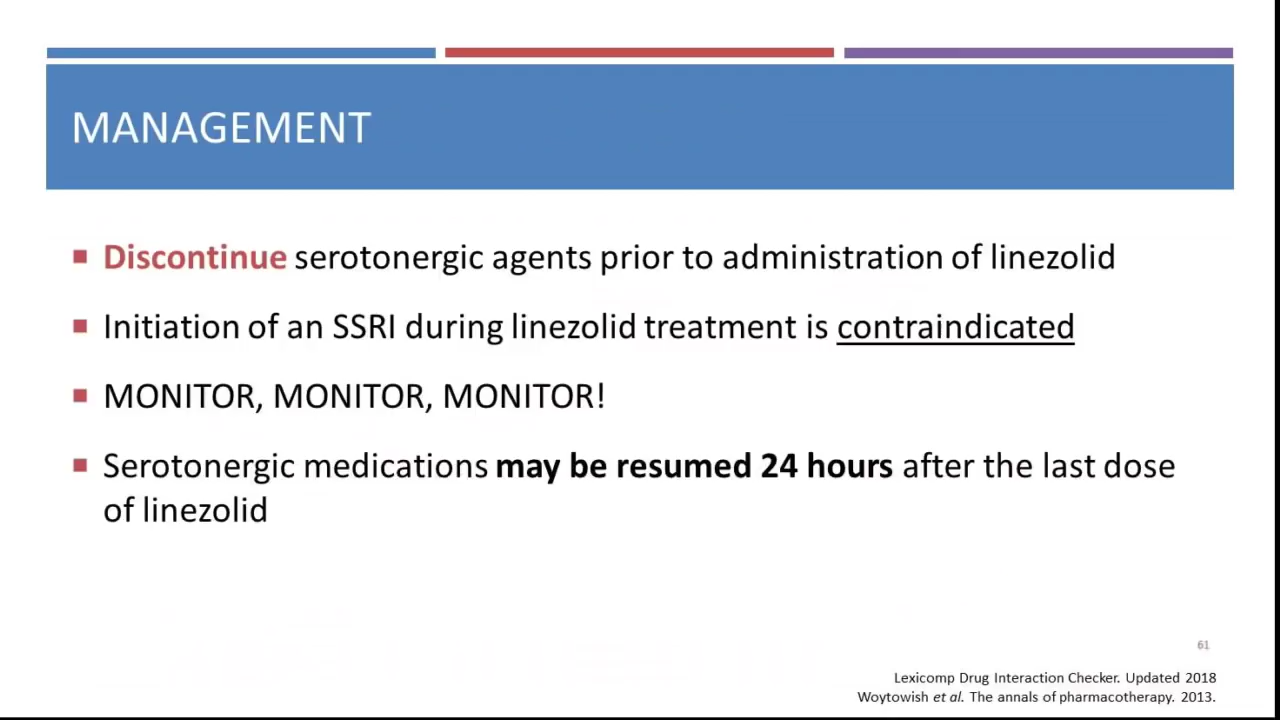 MANAGEMENT
Discontinue serotonergic agents prior to administration of linezolid
Initiation of an SSRI during linezolid treatment is contraindicated
MONITOR, MONITOR, MONITOR!
Serotonergic medications may be resumed 24 hours after the last dose
of linezolid
61
Lexicomp Drug Interaction Checker. Updated 2018
Woytowish et al. The annals of pharmacotherapy. 2013.